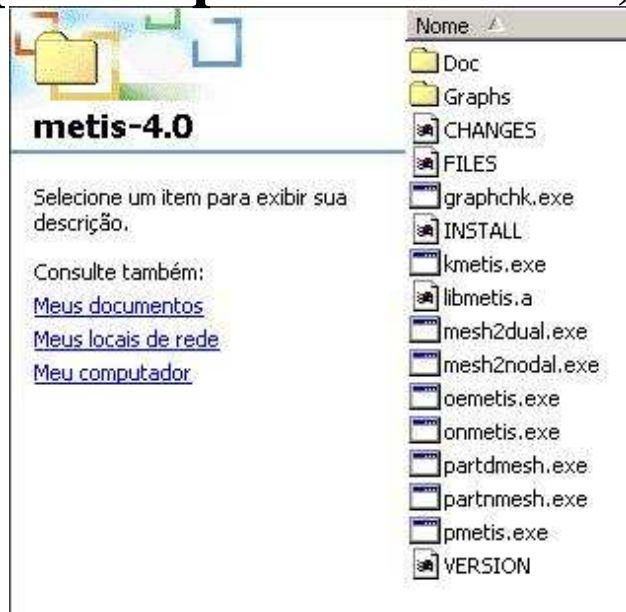 metis-4.0
Selecione um item para exibir sua
descrição.
Consulte também:
Meus documentos
Meus locais de rede
Meu computador
Nome
Doc
Graphs
CHANGES
FILES
graphchk.exe
INSTALL
kmetis.exe
libmetis.a
mesh2dual.exe
mesh2nodal.exe
oemetis.exe
onmetis.exe
partdmesh.exe
partnmesh.exe
pmetis.exe
VERSION